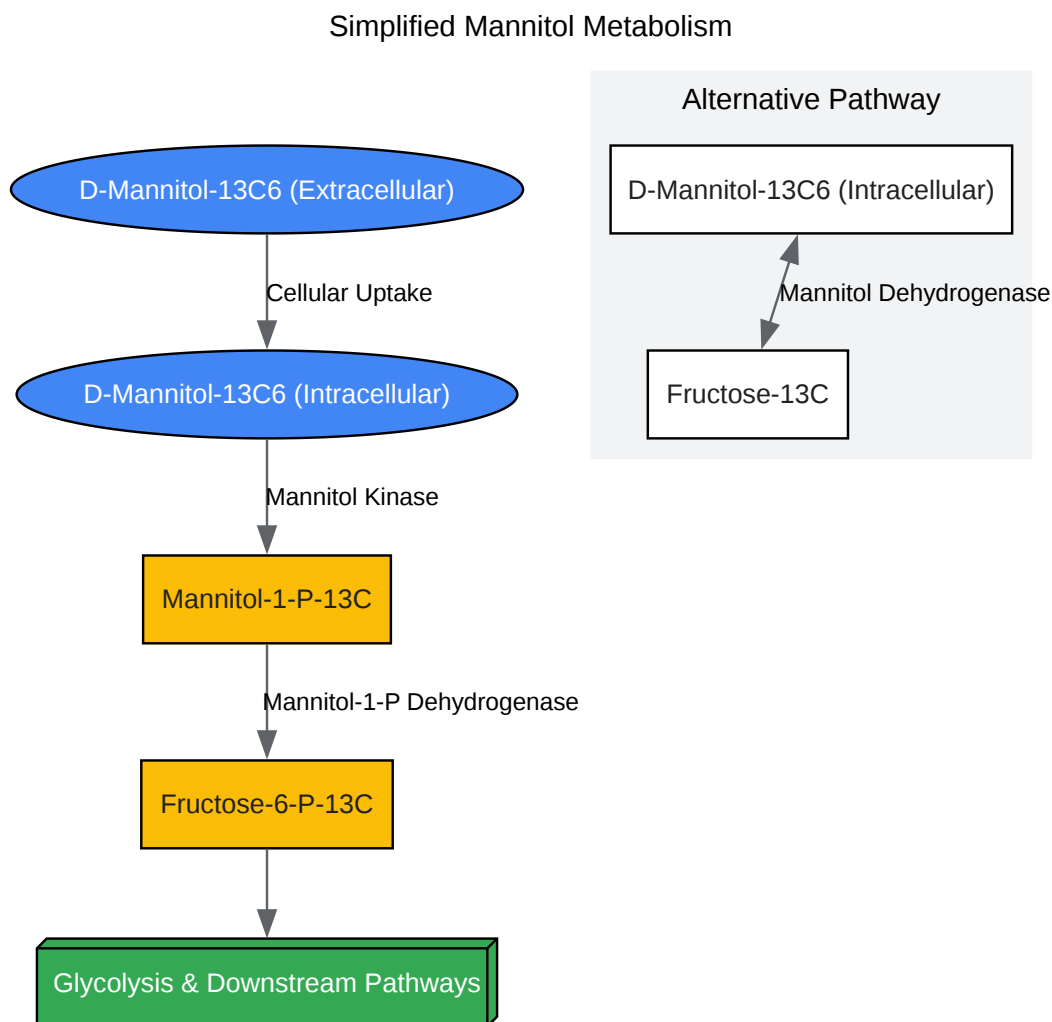 Simplified Mannitol Metabolism
Alternative Pathway
D-Mannitol-13C6 (Extracellular)
D-Mannitol-13C6 (Intracellular)
Cellular Uptake
Mannitol Dehydrogenase
D-Mannitol-13C6 (Intracellular)
Fructose-13C
Mannitol Kinase
Mannitol-1-P-13C
Mannitol-1-P Dehydrogenase
Fructose-6-P-13C
Glycolysis & Downstream Pathways